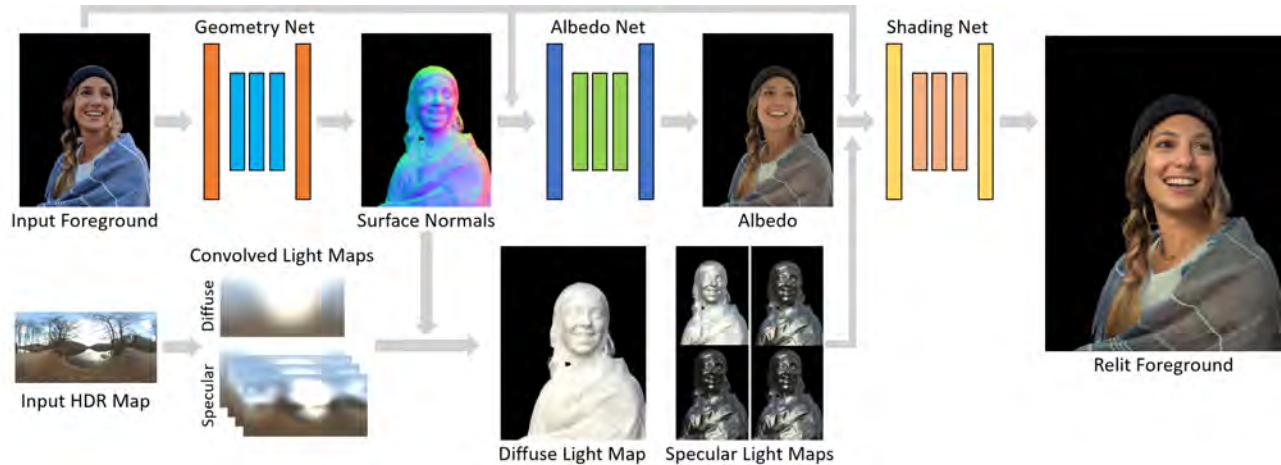 Geometry Net
Albedo Net
Shading Net
Input Foreground
Surface Normals
Albedo
Convolved Light Maps
Diffuse
Specular
Input HDR Map
Diffuse Light Map
Specular Light Maps
Relit Foreground